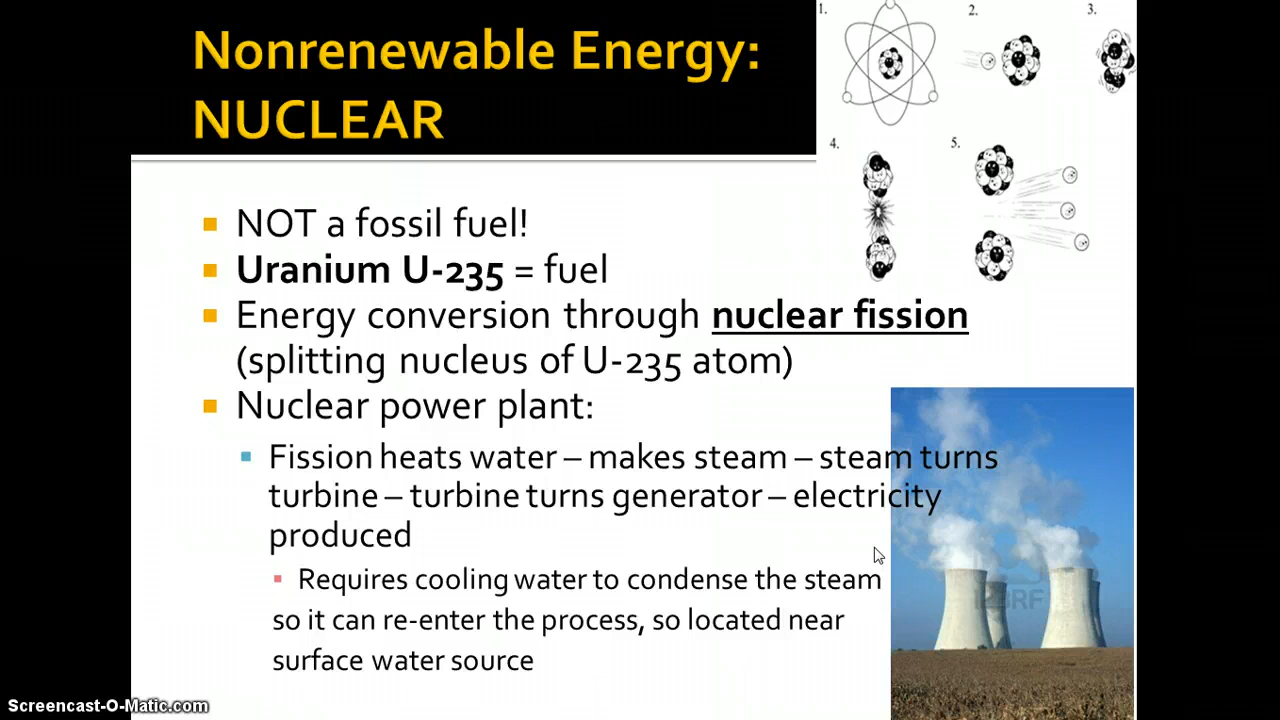 Nonrenewable Energy:
NUCLEAR
1.
2.
3.
4.
5.
NOT a fossil fuel!
Uranium U-235 = fuel
Energy conversion through nuclear fission
(splitting nucleus of U-235 atom)
Nuclear power plant:
Fission heats water – makes steam – steam turns
turbine – turbine turns generator – electricity
produced
Requires cooling water to condense the steam
so it can re-enter the process, so located near
surface water source
Screencast-O-Matic.com